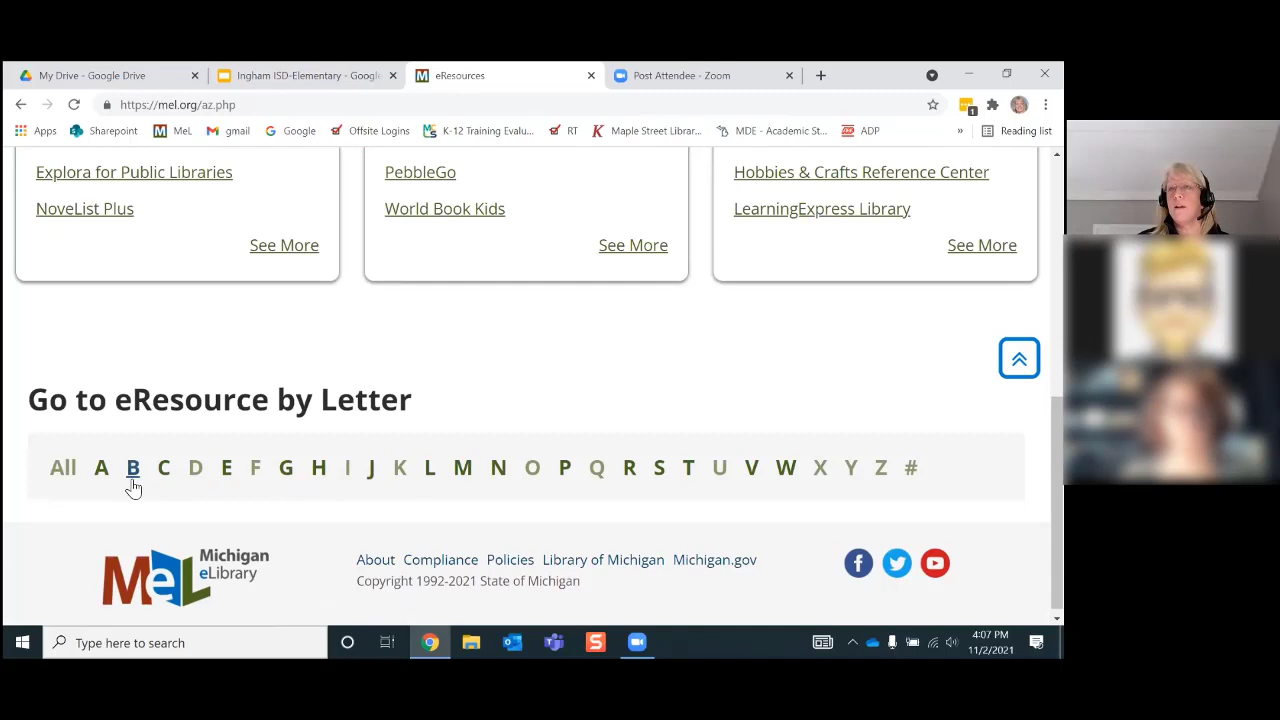 My Drive - Google Drive
Ingham ISD-Elementary - Google
eResources
Post Attendee - Zoom
https://mel.org/az.php
1
Apps
Sharepoint
MeL
gmail
Google
Offsite Logins
K-12 Training Evalu...
RT
Maple Street Librar...
MDE - Academic St...
ADP
»
Reading list
Explora for Public Libraries
PebbleGo
Hobbies & Crafts Reference Center
NoveList Plus
World Book Kids
LearningExpress Library
See More
See More
See More
Go to eResource by Letter
All A B C D E F G H I J K L M N O P Q R S T U V W X Y Z #
MeL Michigan
eLibrary
About Compliance Policies Library of Michigan Michigan.gov
Copyright 1992-2021 State of Michigan
Type here to search
4:07 PM
11/2/2021